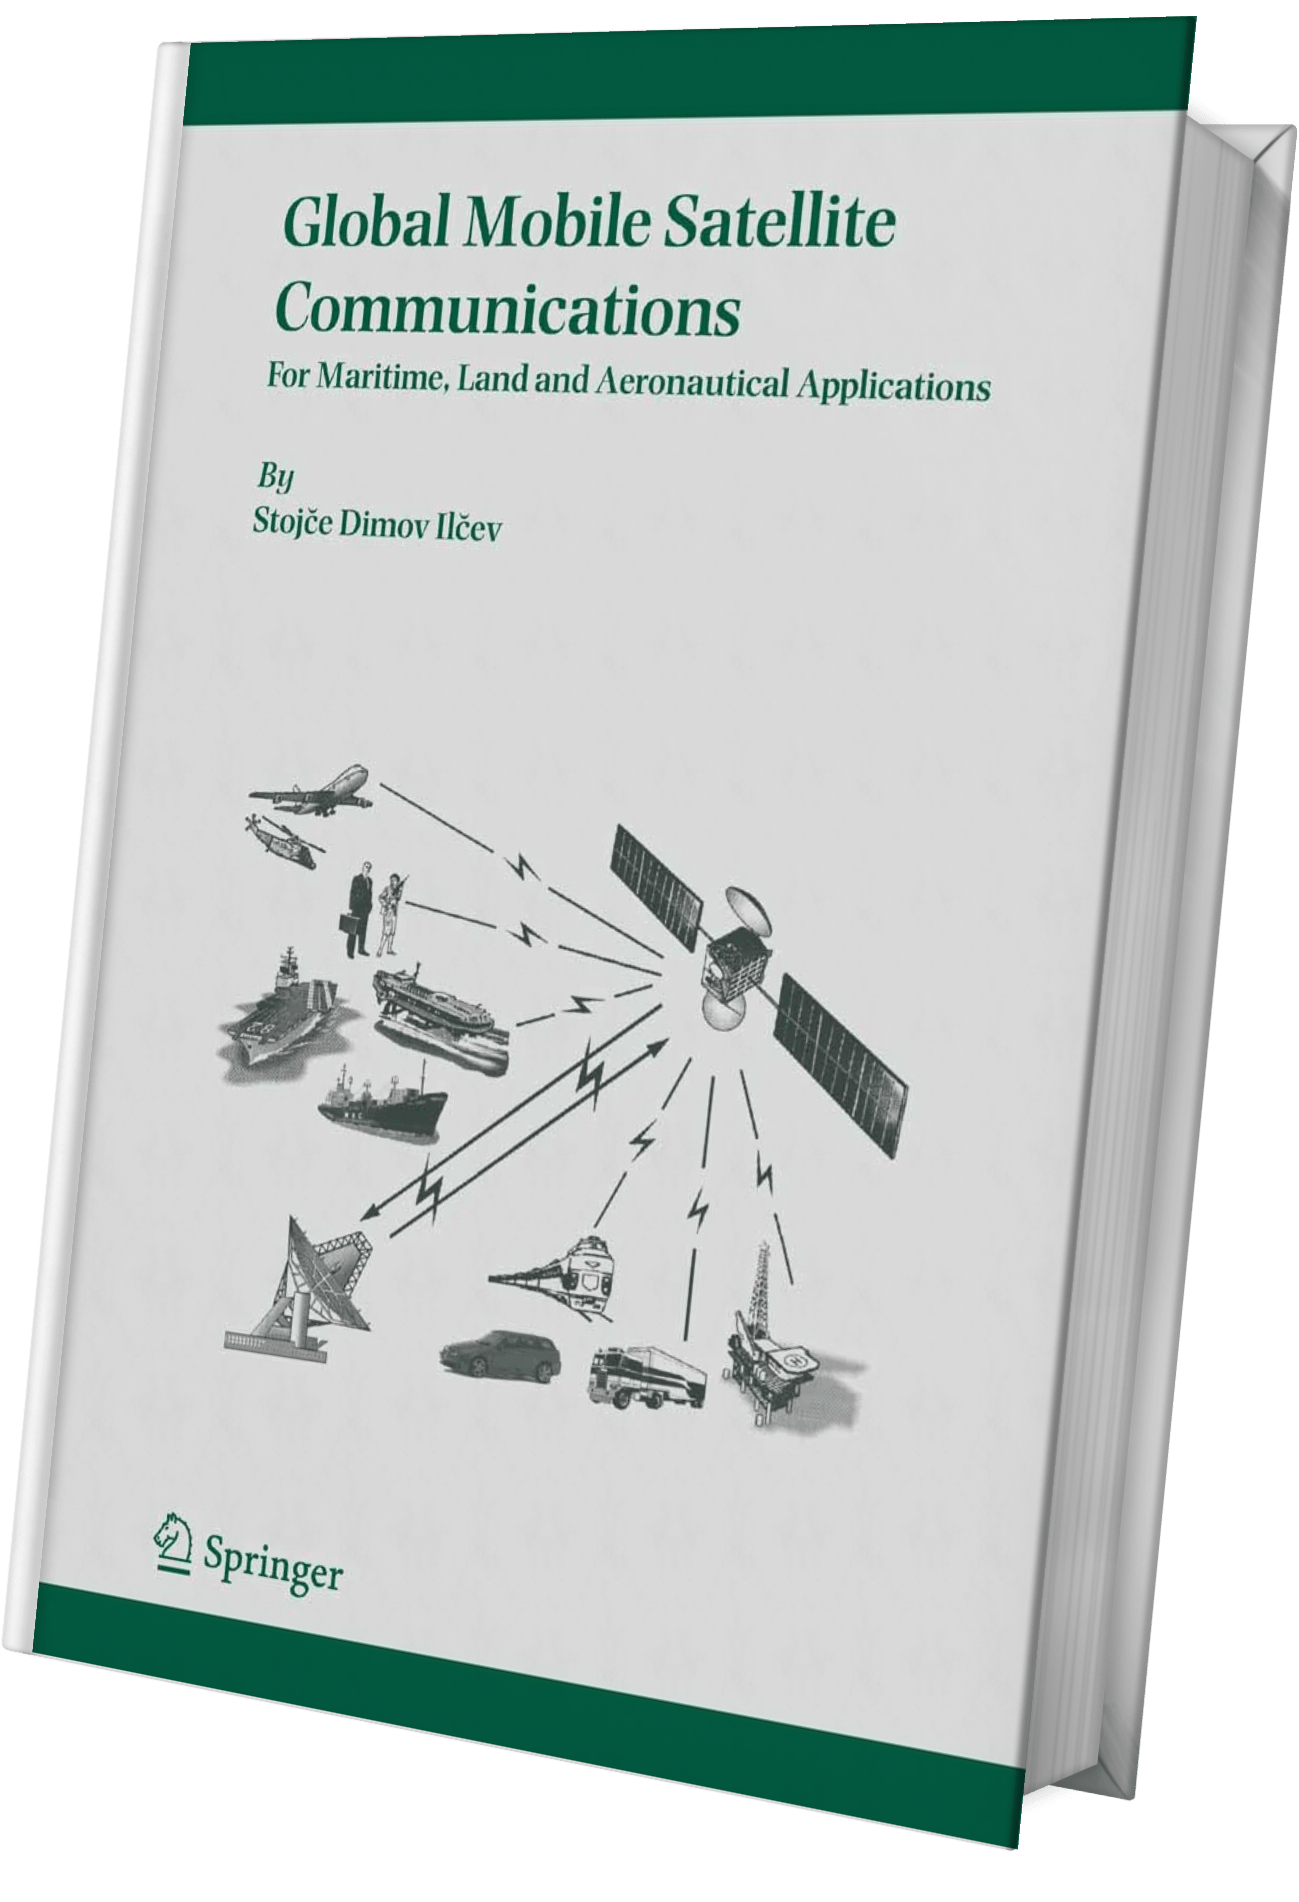 Global Mobile Satellite
Communications
For Maritime, Land and Aeronautical Applications
By
Stojče Dimov Ilčev
Springer